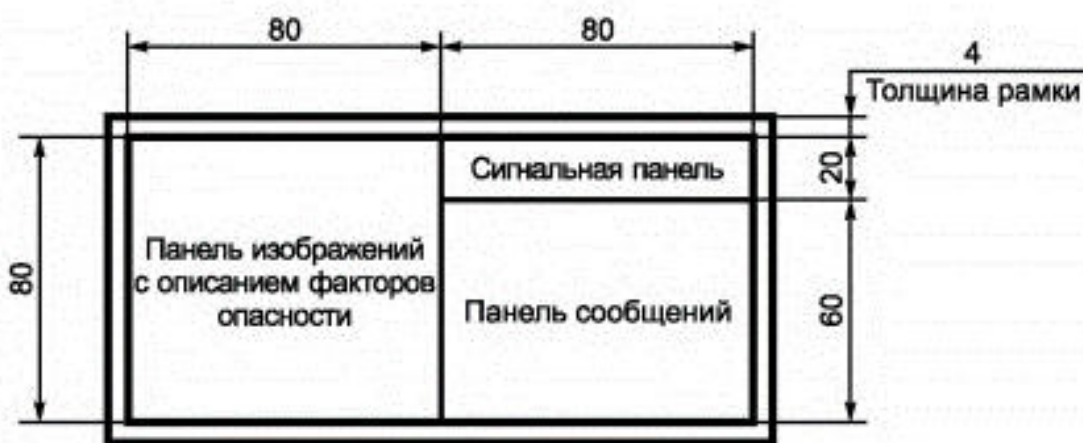 80
80
4
Толщина рамки
Сигнальная панель
20
Панель изображений
с описанием факторов
опасности
80
Панель сообщений
60